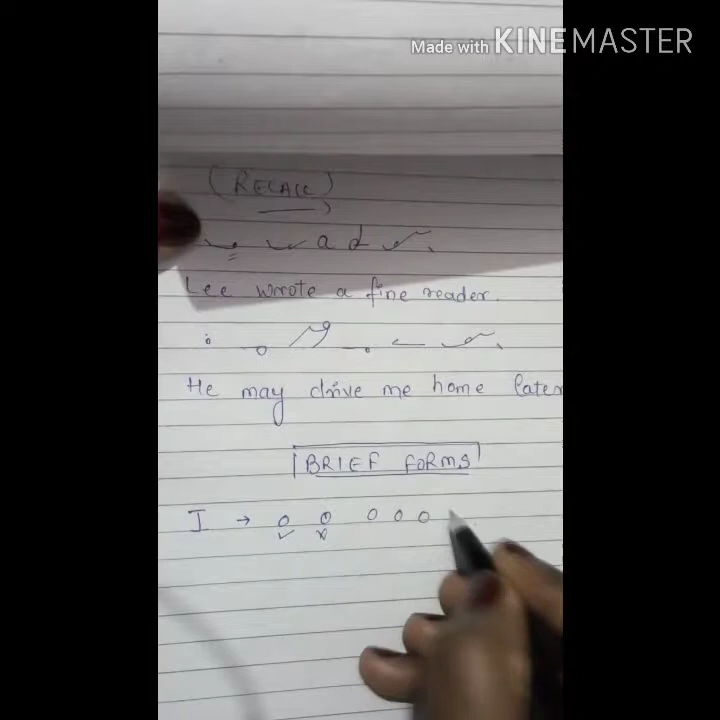 Made with KINEMASTER
(RECALL)
Lee wrote a fine reader.
He may drive me home later
BRIEF FORMS
I →